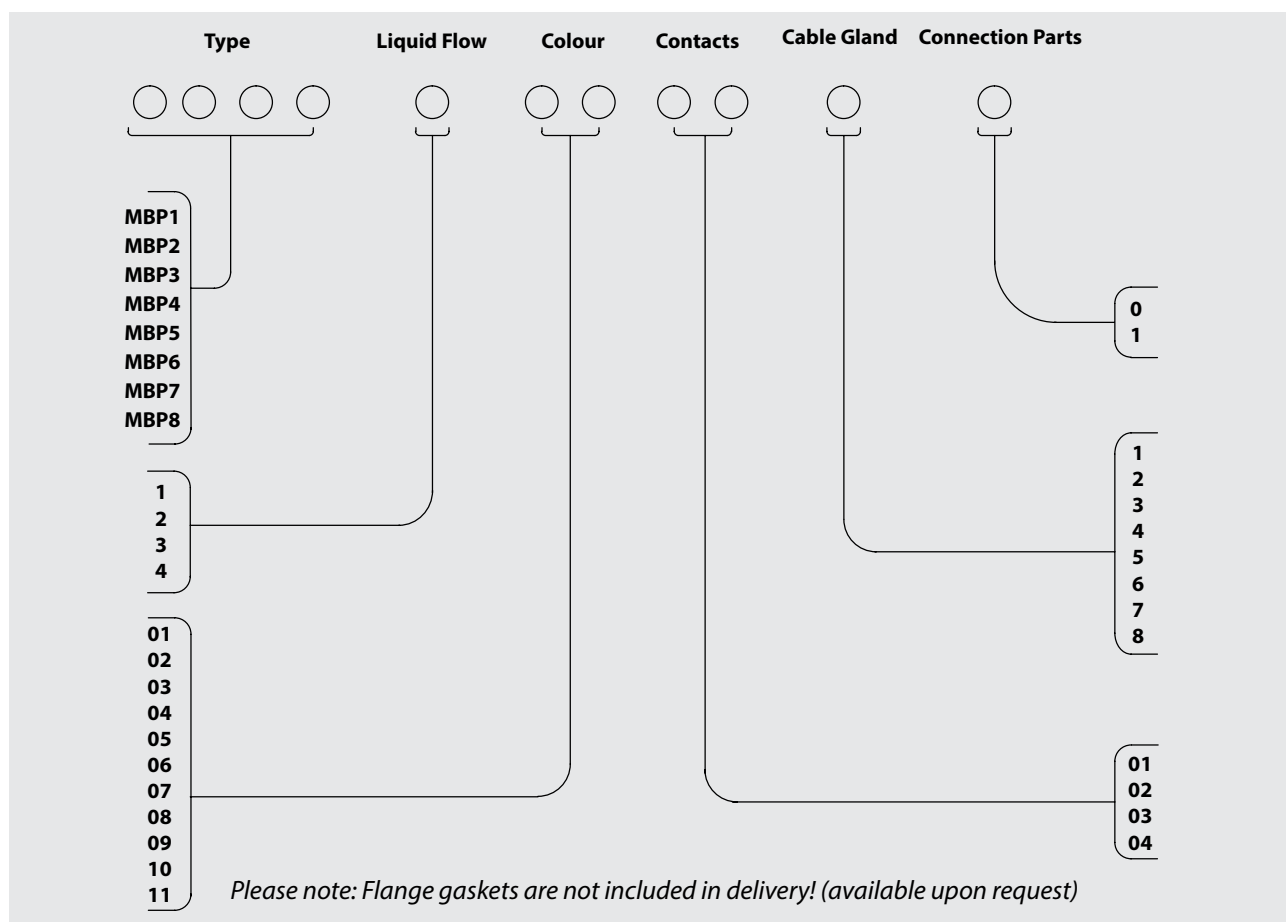 Type Liquid Flow Colour Contacts Cable Gland Connection Parts
MBP1
MBP2
MBP3
MBP4
MBP5
MBP6
MBP7
MBP8
1
2
3
4
01
02
03
04
05
06
07
08
09
10
11
0
1
1
2
3
4
5
6
7
8
01
02
03
04
Please note: Flange gaskets are not included in delivery! (available upon request)